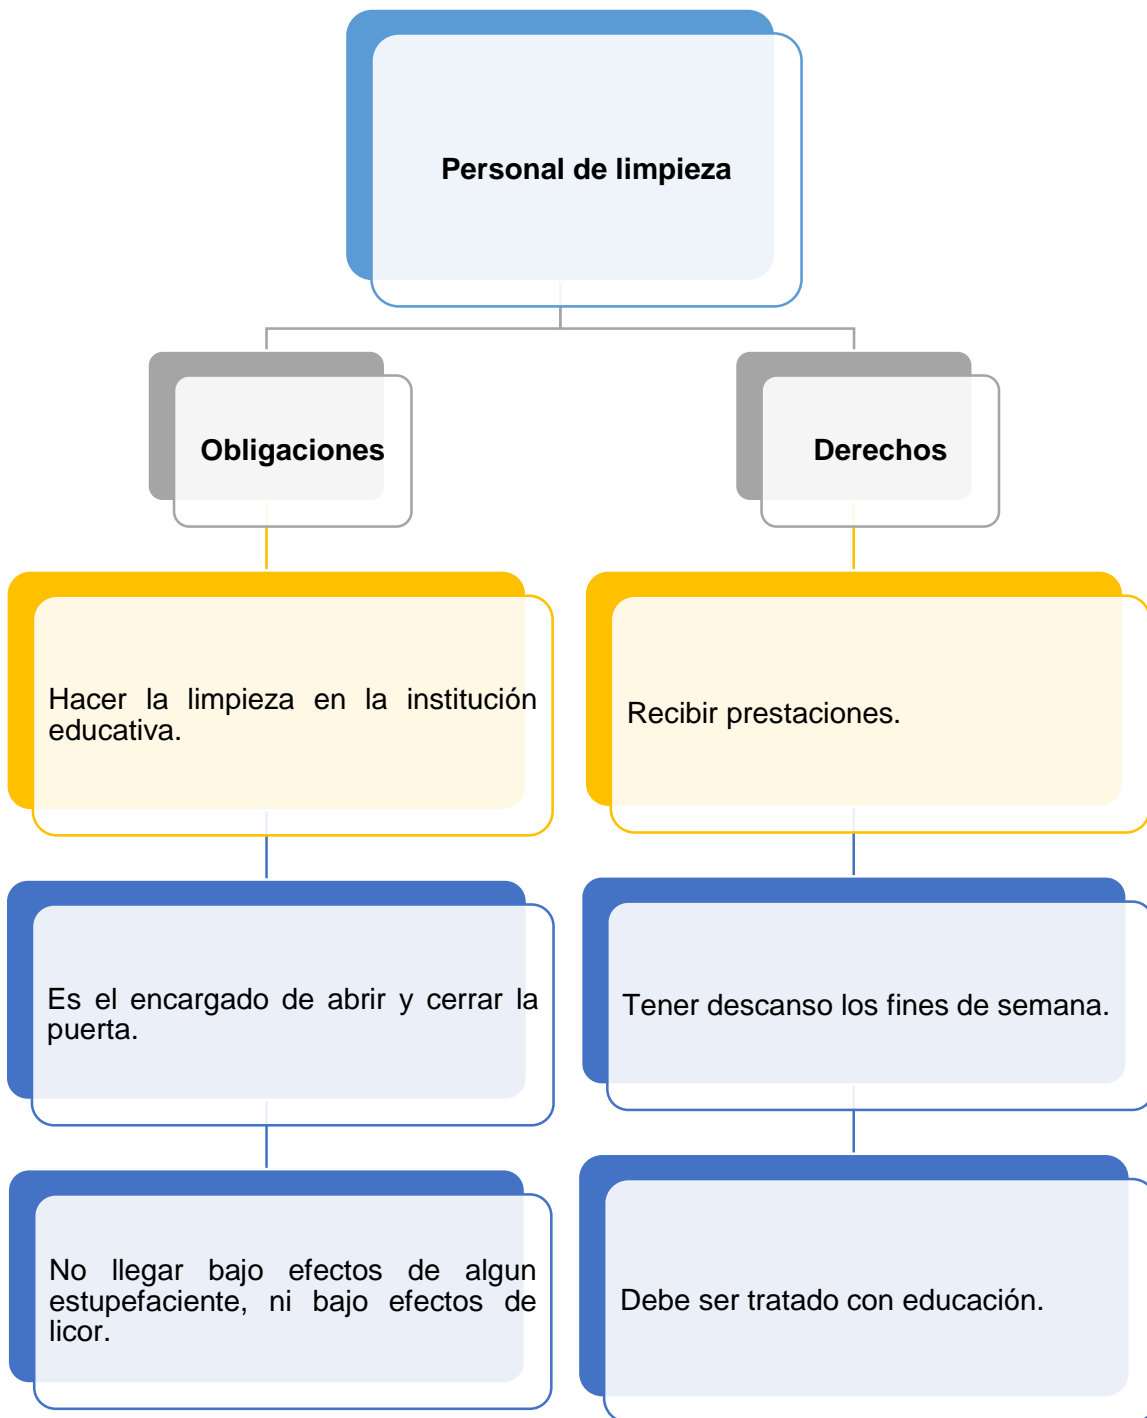 Personal de limpieza
Obligaciones
Derechos
Hacer la limpieza en la institución
educativa.
Recibir prestaciones.
Es el encargado de abrir y cerrar la
puerta.
Tener descanso los fines de semana.
No llegar bajo efectos de algun
estupefaciente, ni bajo efectos de
licor.
Debe ser tratado con educación.